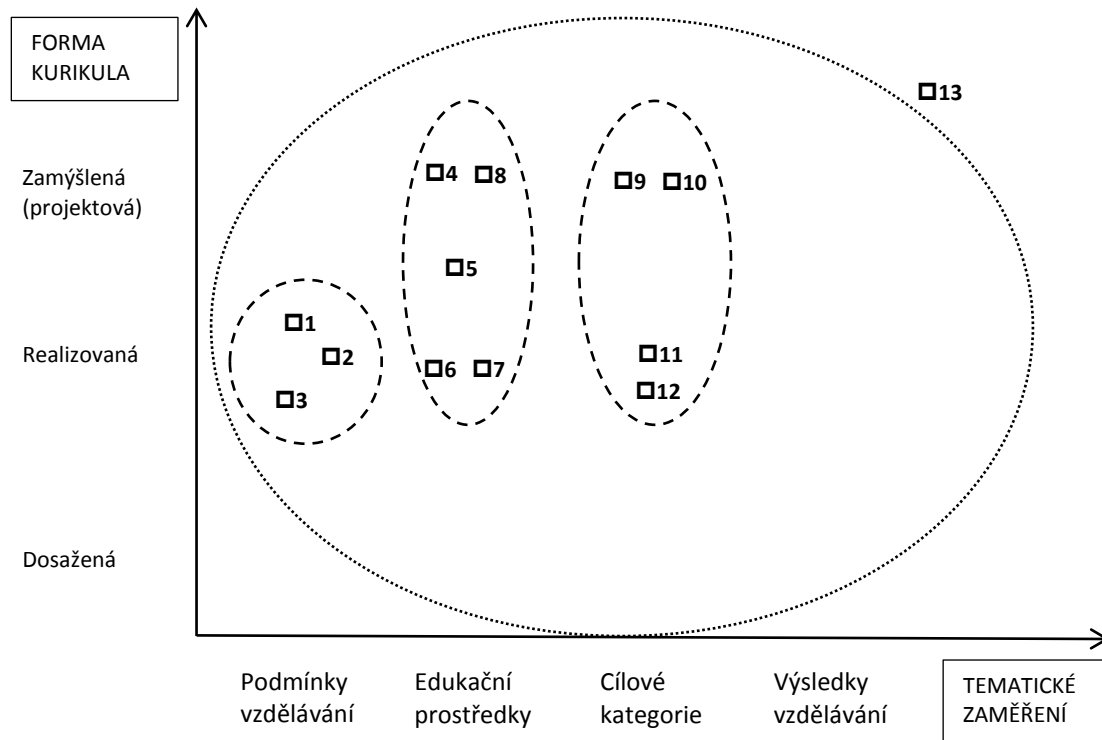 FORMA
KURIKULA
13
Zamýšlená
(projektová)
4
8
9
10
5
1
Realizovaná
2
11
6
7
12
3
Dosažená
Podmínky
vzdělávání
Edukační
prostředky
Cílové
kategorie
Výsledky
vzdělávání
TEMATICKÉ
ZAMĚŘENÍ